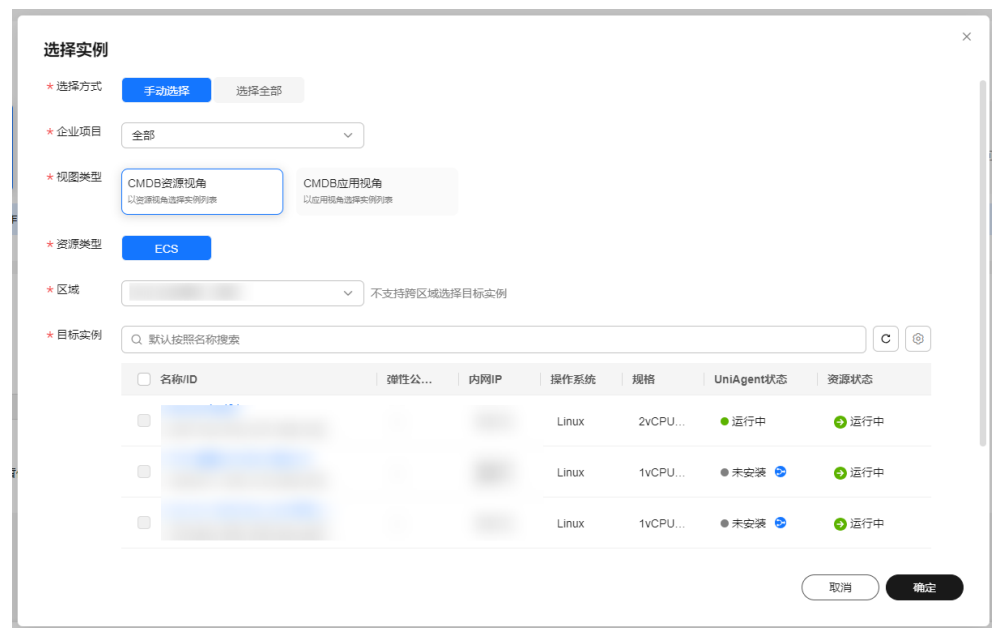 选择实例
* 选择方式 手动选择 选择全部
* 企业项目 全部
* 视图类型 CMDB资源视角 CMDB应用视角
以资源视角选择实例列表 以应用视角选择实例列表
* 资源类型 ECS
* 区域 不支持跨区域选择目标实例
* 目标实例 默认按照名称搜索
名称/ID 弹性公... 内网IP 操作系统 规格 UniAgent状态 资源状态
Linux 2vCPU... 运行中 运行中
Linux 1vCPU... 未安装 运行中
Linux 1vCPU... 未安装 运行中
取消 确定